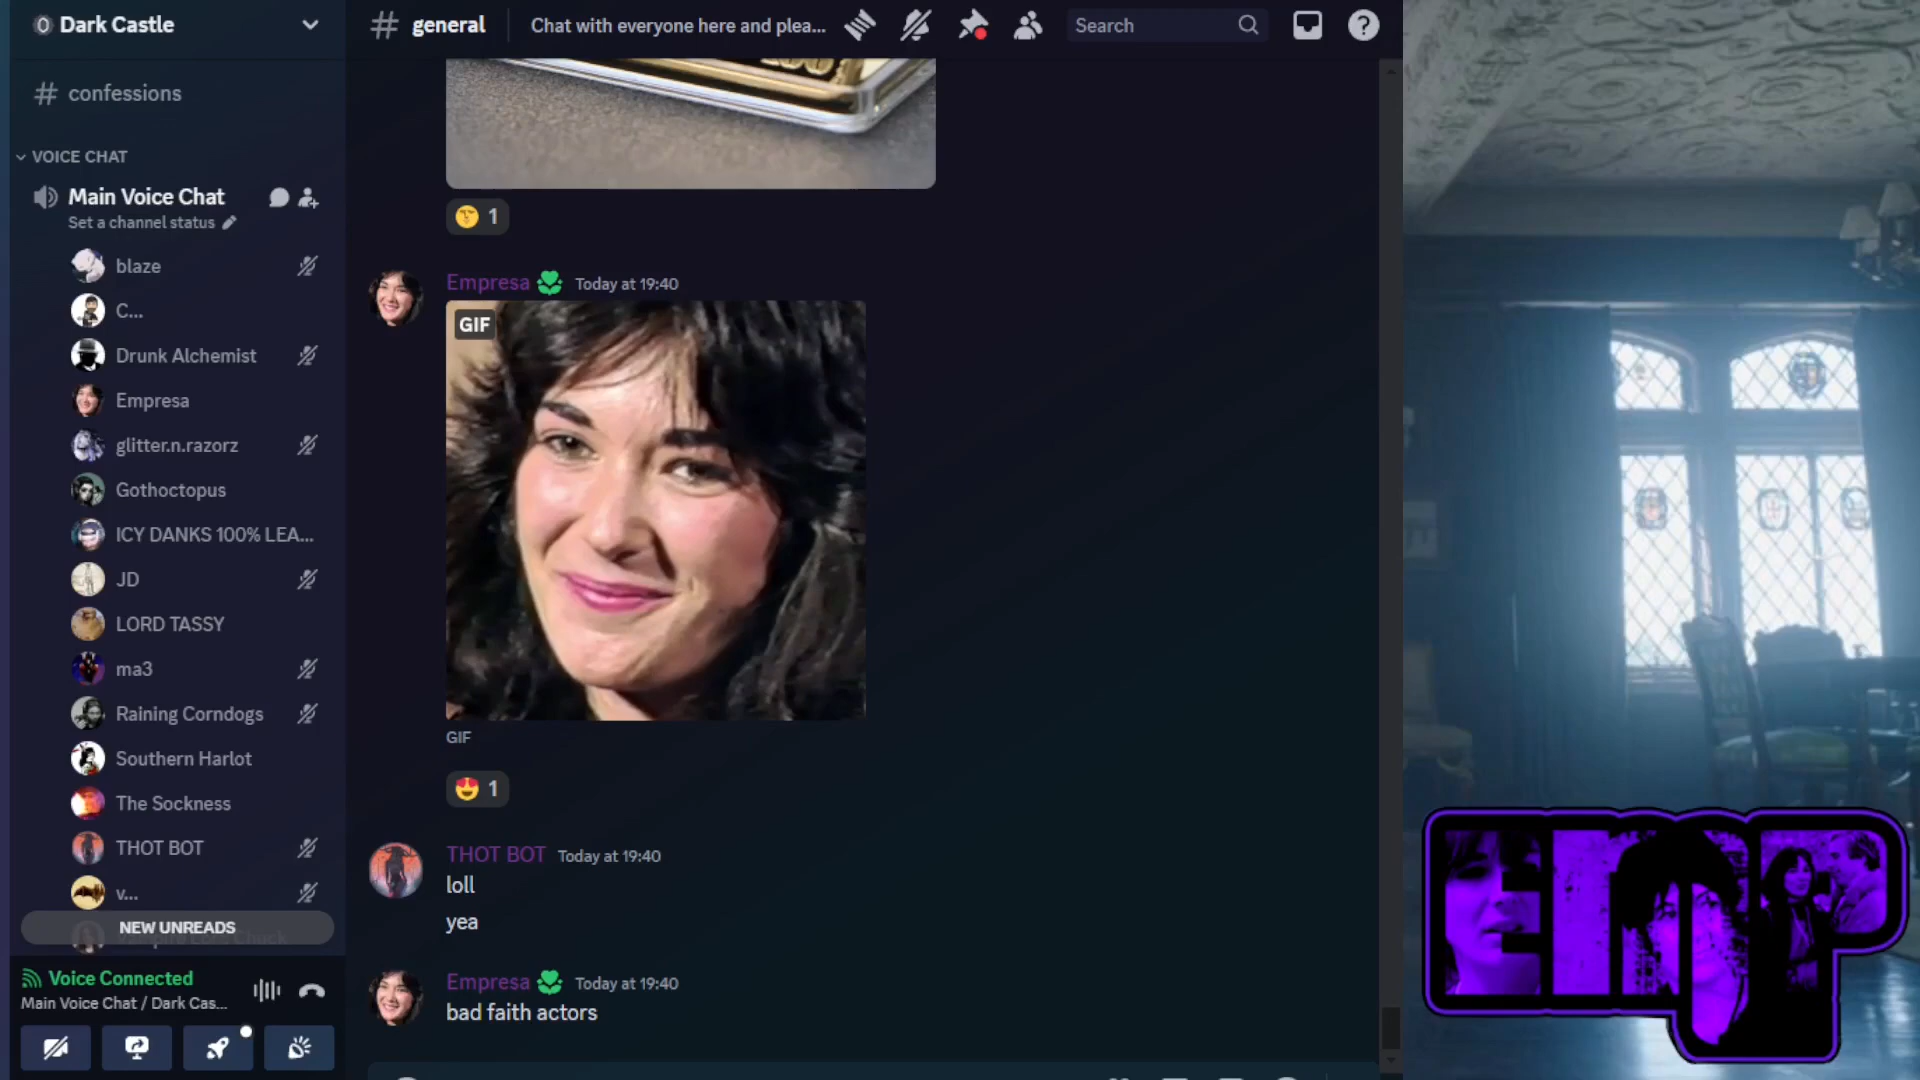 Dark Castle
general
Chat with everyone here and plea...
Search
confessions
VOICE CHAT
Main Voice Chat
Set a channel status
blaze
C...
Drunk Alchemist
Empresa
glitter.n.razorz
Gothoctopus
ICY DANKS 100% LEA...
JD
LORD TASSY
ma3
Raining Corndogs
Southern Harlot
The Sockness
THOT BOT
v...
NEW UNREADS
Voice Connected
Main Voice Chat / Dark Cas...
1
Empresa Today at 19:40
GIF
GIF
1
THOT BOT Today at 19:40
loll
yea
Empresa Today at 19:40
bad faith actors
EMP